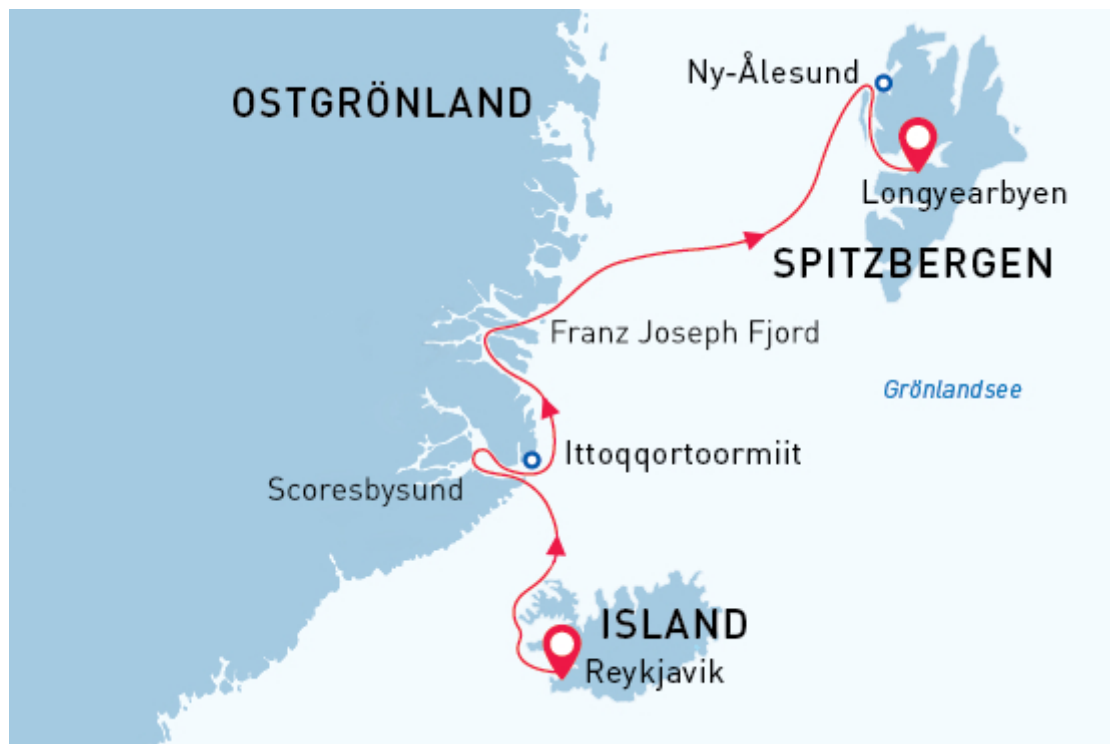 Ny-Ålesund
OSTGRÖNLAND
Longyearbyen
SPITZBERGEN
Franz Joseph Fjord
Grönlandsee
Ittoqqortoormiit
Scoresbysund
ISLAND
Reykjavik